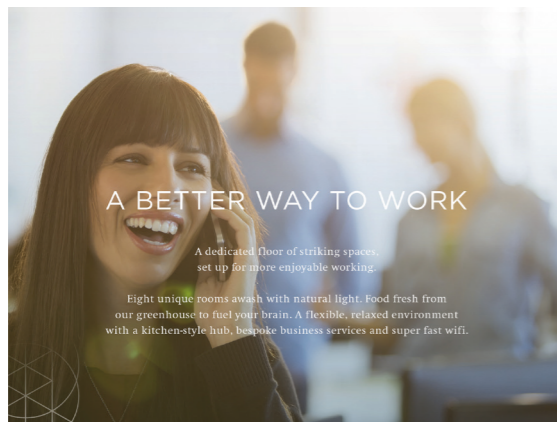 A BETTER WAY TO WORK
A dedicated floor of striking spaces,
set up for more enjoyable working.
Eight unique rooms awash with natural light. Food fresh from
our greenhouse to fuel your brain. A flexible, relaxed environment
with a kitchen-style hub, bespoke business services and super fast wifi.